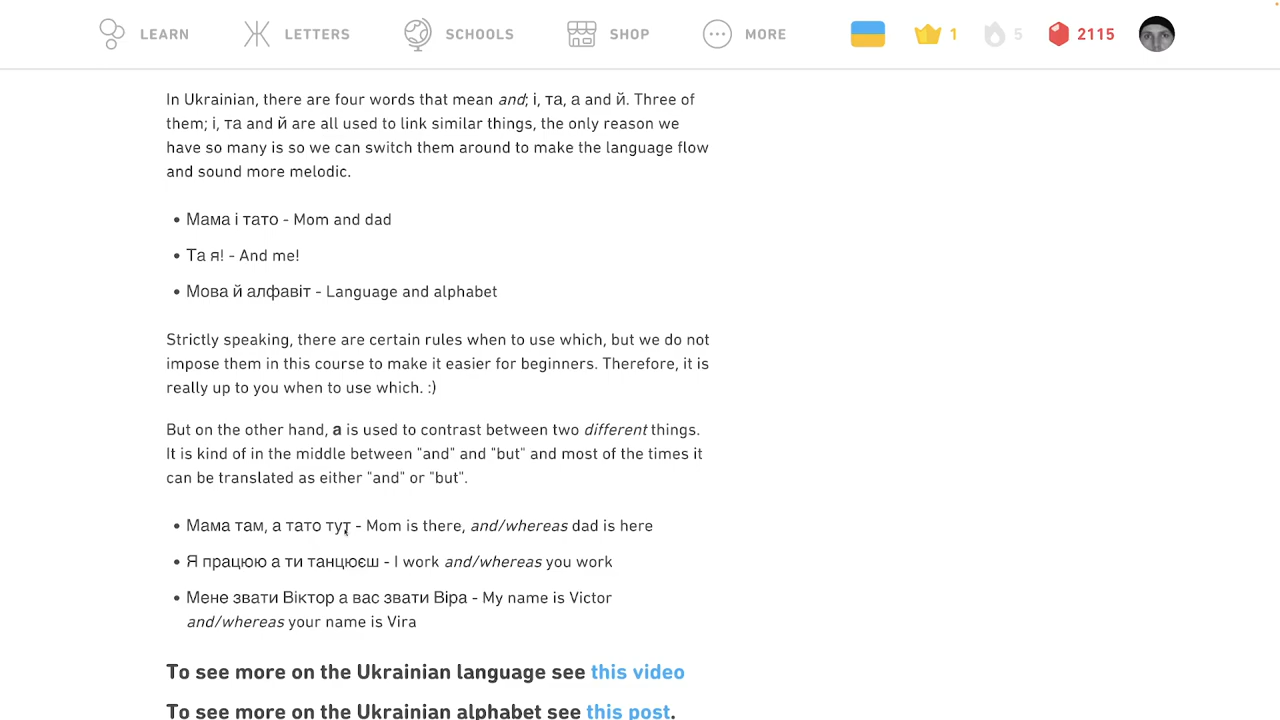 LEARN LETTERS SCHOOLS SHOP MORE 1 5 2115
In Ukrainian, there are four words that mean and; і, та, а and й. Three of
them; і, та and й are all used to link similar things, the only reason we
have so many is so we can switch them around to make the language flow
and sound more melodic.
• Мама і тато - Mom and dad
• Та я! - And me!
• Мова й алфавіт - Language and alphabet
Strictly speaking, there are certain rules when to use which, but we do not
impose them in this course to make it easier for beginners. Therefore, it is
really up to you when to use which. :)
But on the other hand, а is used to contrast between two different things.
It is kind of in the middle between "and" and "but" and most of the times it
can be translated as either "and" or "but".
• Мама там, а тато тут - Mom is there, and/whereas dad is here
• Я працюю а ти танцюєш - I work and/whereas you work
• Мене звати Віктор а вас звати Віра - My name is Victor
and/whereas your name is Vira
To see more on the Ukrainian language see this video
To see more on the Ukrainian alphabet see this post.